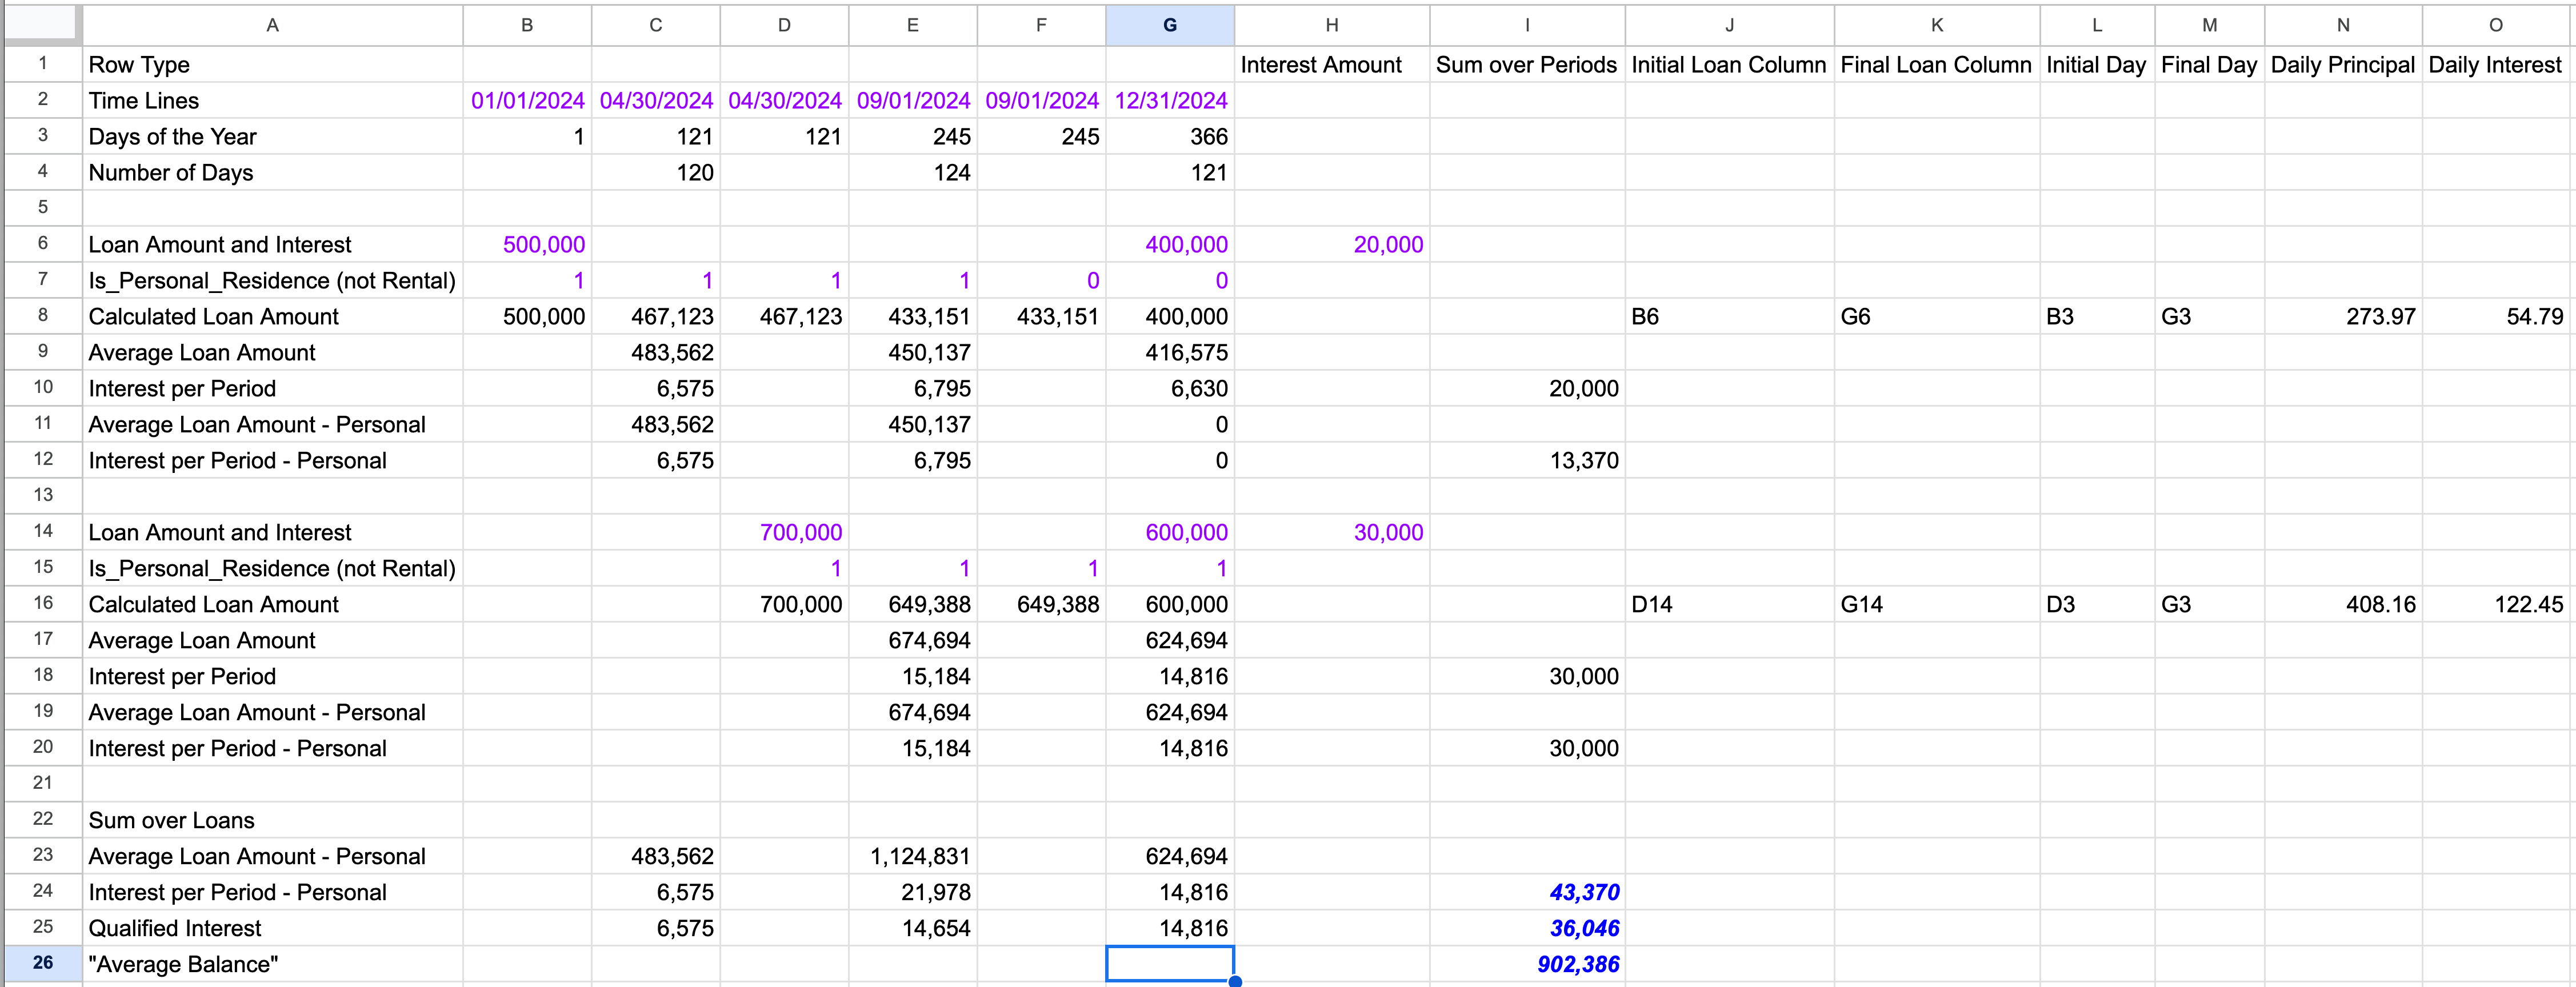 A B C D E F G H I J K L M N O
1 Row Type Interest Amount Sum over Periods Initial Loan Column Final Loan Column Initial Day Final Day Daily Principal Daily Interest
2 Time Lines 01/01/2024 04/30/2024 04/30/2024 09/01/2024 09/01/2024 12/31/2024
3 Days of the Year 1 121 121 245 245 366
4 Number of Days 120 124 121
5
6 Loan Amount and Interest 500,000 400,000 20,000
7 Is_Personal_Residence (not Rental) 1 1 1 1 0 0
8 Calculated Loan Amount 500,000 467,123 467,123 433,151 433,151 400,000 B6 G6 B3 G3 273.97 54.79
9 Average Loan Amount 483,562 450,137 416,575
10 Interest per Period 6,575 6,795 6,630 20,000
11 Average Loan Amount - Personal 483,562 450,137 0
12 Interest per Period - Personal 6,575 6,795 0 13,370
13
14 Loan Amount and Interest 700,000 600,000 30,000
15 Is_Personal_Residence (not Rental) 1 1 1 1
16 Calculated Loan Amount 700,000 649,388 649,388 600,000 D14 G14 D3 G3 408.16 122.45
17 Average Loan Amount 674,694 624,694
18 Interest per Period 15,184 14,816 30,000
19 Average Loan Amount - Personal 674,694 624,694
20 Interest per Period - Personal 15,184 14,816 30,000
21
22 Sum over Loans
23 Average Loan Amount - Personal 483,562 1,124,831 624,694
24 Interest per Period - Personal 6,575 21,978 14,816 43,370
25 Qualified Interest 6,575 14,654 14,816 36,046
26 "Average Balance" 902,386